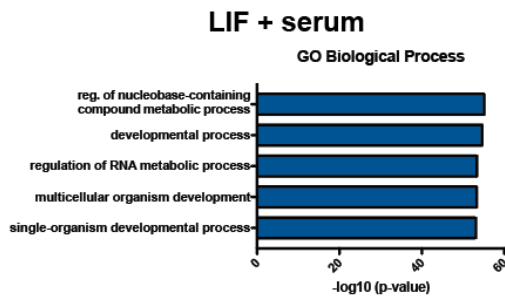 LIF + serum
GO Biological Process
reg. of nucleobase-containing
compound metabolic process
developmental process
regulation of RNA metabolic process
multicellular organism development
single-organism developmental process
0 20 40 60
-log10 (p-value)